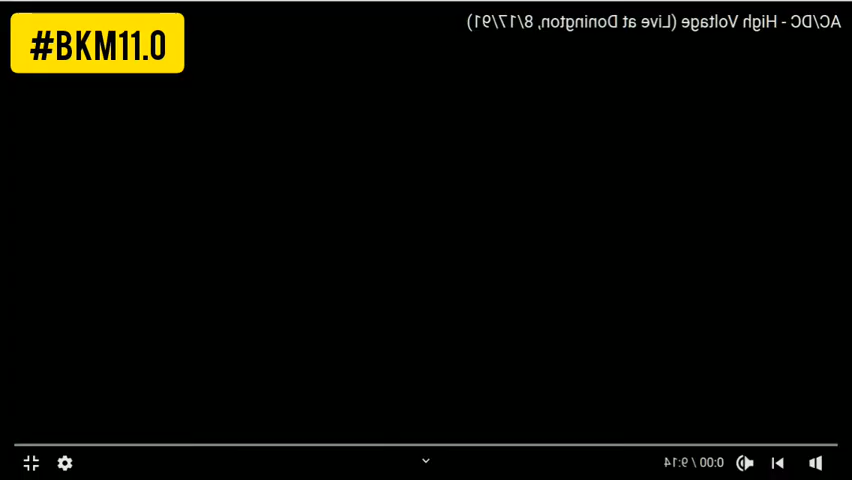 #BKM11.0
AC/DC - High Voltage (Live at Donington, 8/17/91)
0:00 / 9:14